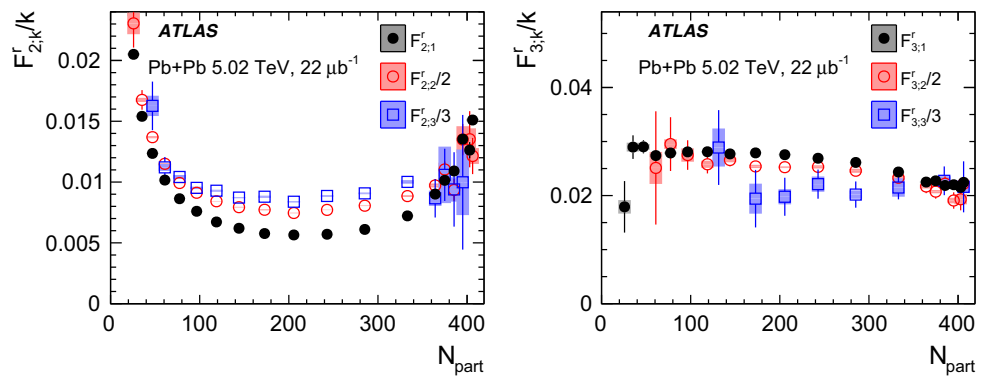 F^r_{2;k}/k
ATLAS
Pb+Pb 5.02 TeV, 22 μb⁻¹
F^r_{2;1}
F^r_{2;2}/2
F^r_{2;3}/3
0.02
0.015
0.01
0.005
0
0 100 200 300 400
N_part
F^r_{3;k}/k
ATLAS
Pb+Pb 5.02 TeV, 22 μb⁻¹
F^r_{3;1}
F^r_{3;2}/2
F^r_{3;3}/3
0.04
0.02
0
0 100 200 300 400
N_part